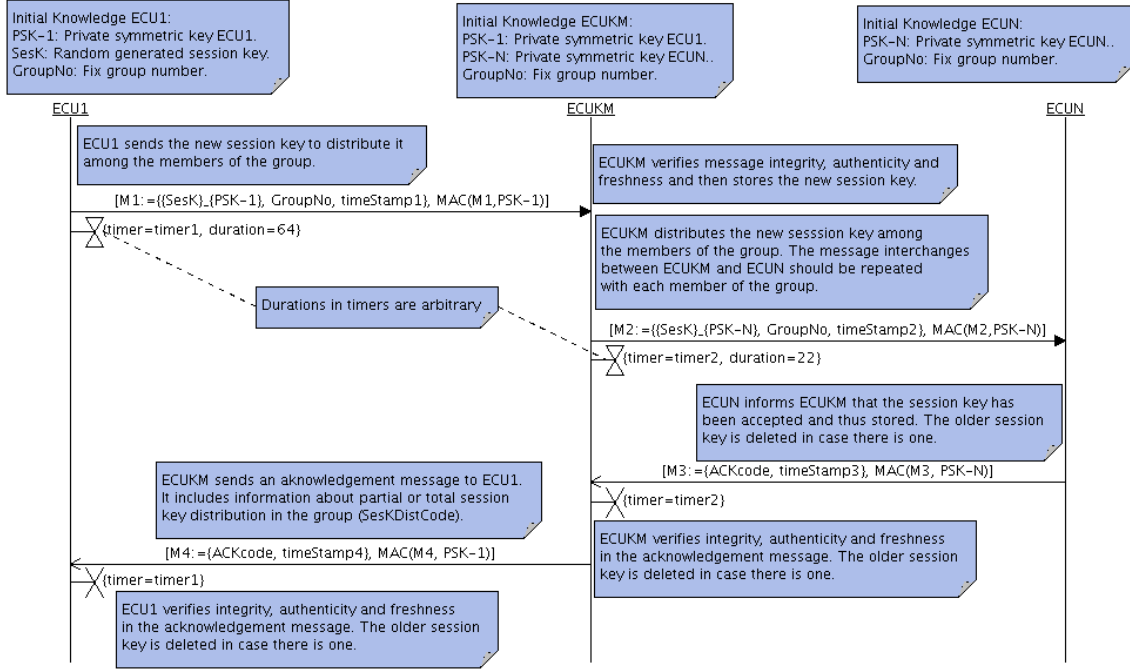 Initial Knowledge ECU1:
PSK-1: Private symmetric key ECU1.
SesK: Random generated session key.
GroupNo: Fix group number.
Initial Knowledge ECUKM:
PSK-1: Private symmetric key ECU1.
PSK-N: Private symmetric key ECUN..
GroupNo: Fix group number.
Initial Knowledge ECUN:
PSK-N: Private symmetric key ECUN..
GroupNo: Fix group number.
ECU1
ECUKM
ECUN
ECU1 sends the new session key to distribute it
among the members of the group.
ECUKM verifies message integrity, authenticity and
freshness and then stores the new session key.
[M1:={{SesK}_{PSK-1}, GroupNo, timeStamp1}, MAC(M1,PSK-1)]
{timer=timer1, duration=64}
ECUKM distributes the new sesssion key among
the members of the group. The message interchanges
between ECUKM and ECUN should be repeated
with each member of the group.
Durations in timers are arbitrary
[M2:={{SesK}_{PSK-N}, GroupNo, timeStamp2}, MAC(M2,PSK-N)]
{timer=timer2, duration=22}
ECUN informs ECUKM that the session key has
been accepted and thus stored. The older session
key is deleted in case there is one.
[M3:={ACKcode, timeStamp3}, MAC(M3, PSK-N)]
{timer=timer2}
ECUKM sends an aknowledgement message to ECU1.
It includes information about partial or total session
key distribution in the group (SesKDistCode).
ECUKM verifies integrity, authenticity and freshness
in the acknowledgement message. The older session
key is deleted in case there is one.
[M4:={ACKcode, timeStamp4}, MAC(M4, PSK-1)]
{timer=timer1}
ECU1 verifies integrity, authenticity and freshness
in the acknowledgement message. The older session
key is deleted in case there is one.